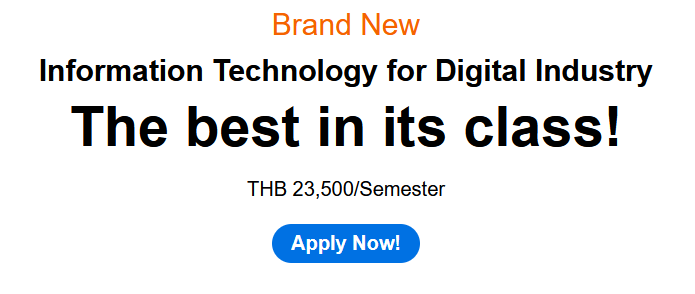 Brand New
Information Technology for Digital Industry
The best in its class!
THB 23,500/Semester
Apply Now!